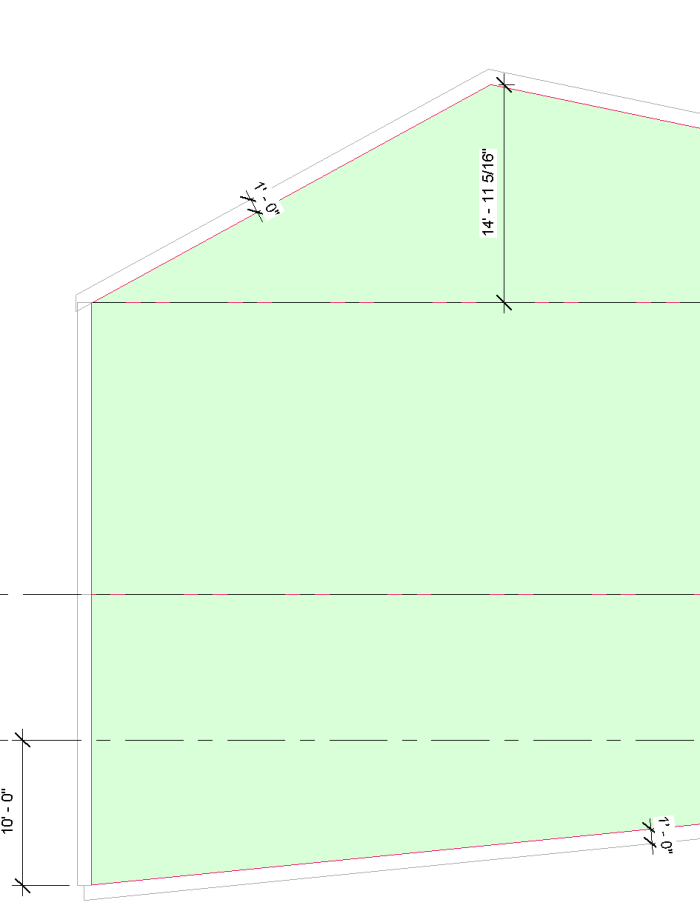 14' - 11 5/16"
1' - 0"
10' - 0"
1' - 0"